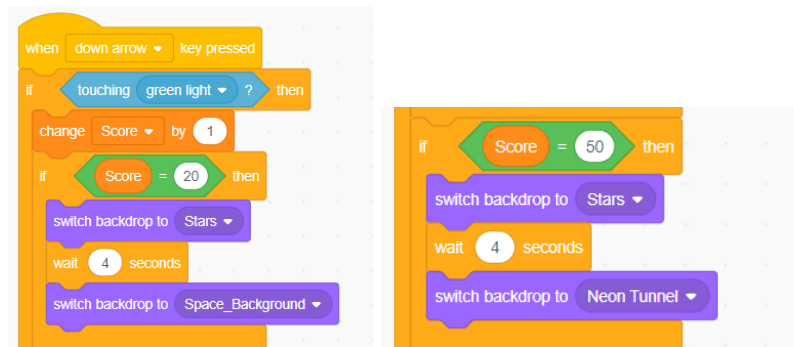 when down arrow key pressed
if touching green light ? then
change Score by 1
if Score = 20 then
switch backdrop to Stars
wait 4 seconds
switch backdrop to Space_Background
if Score = 50 then
switch backdrop to Stars
wait 4 seconds
switch backdrop to Neon Tunnel